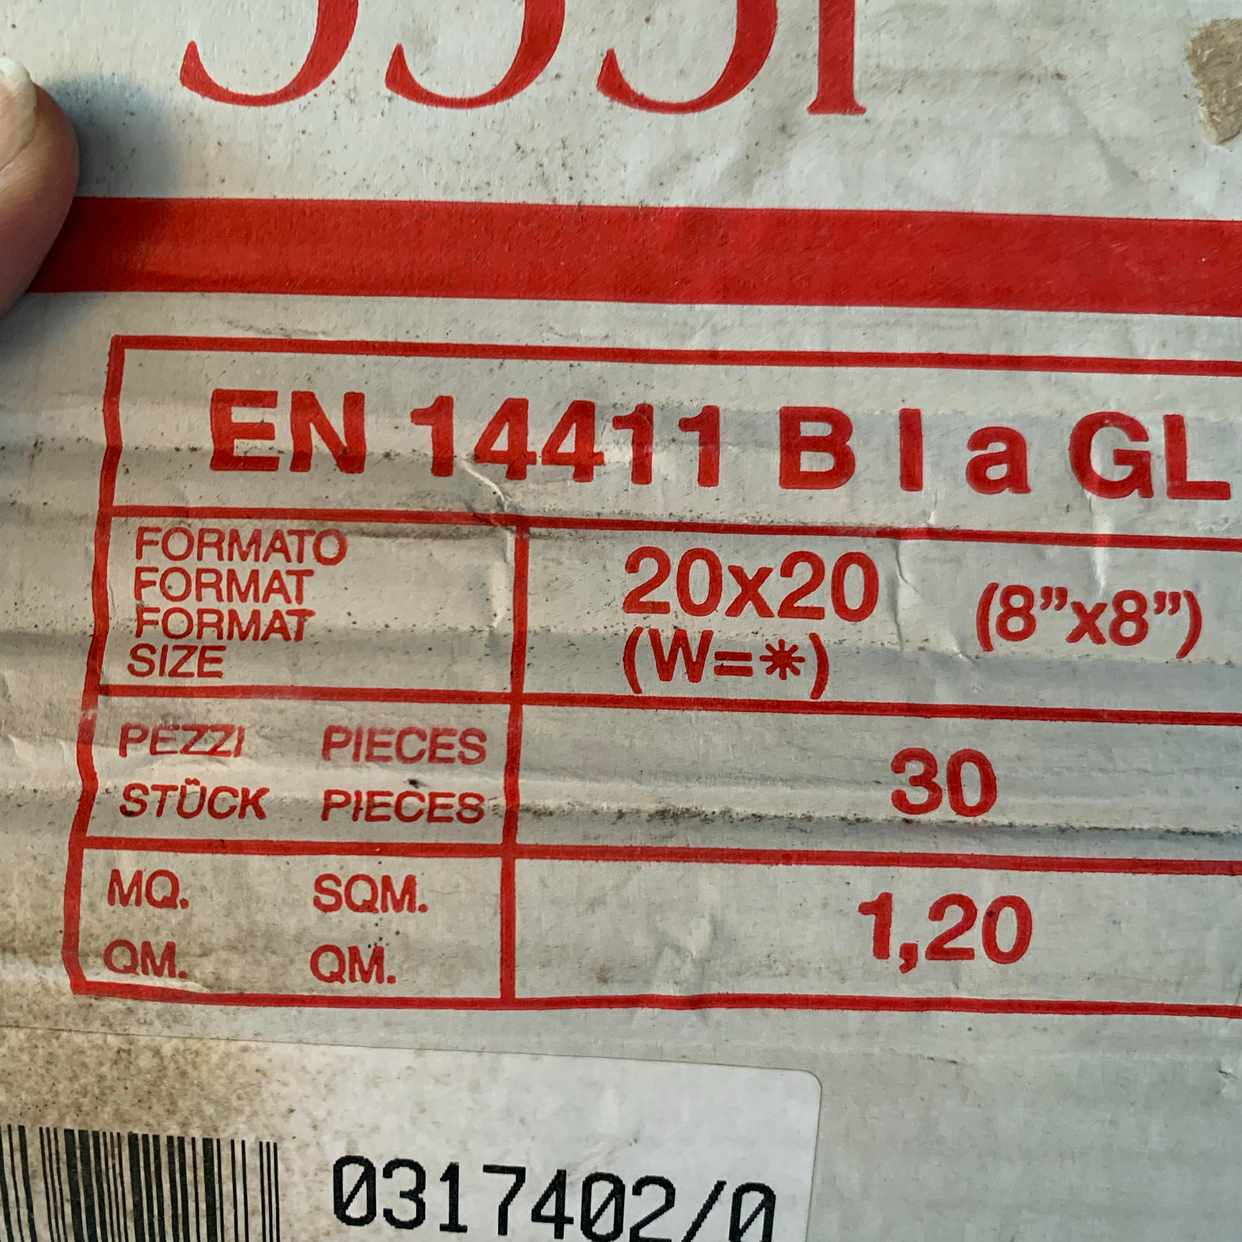 EN 14411 B I a GL
FORMATO
FORMAT
FORMAT
SIZE
20x20 (8”x8”)
(W=*)
PEZZI PIECES
STÜCK PIECES
30
MQ. SQM.
QM. QM.
1,20
0317402/0